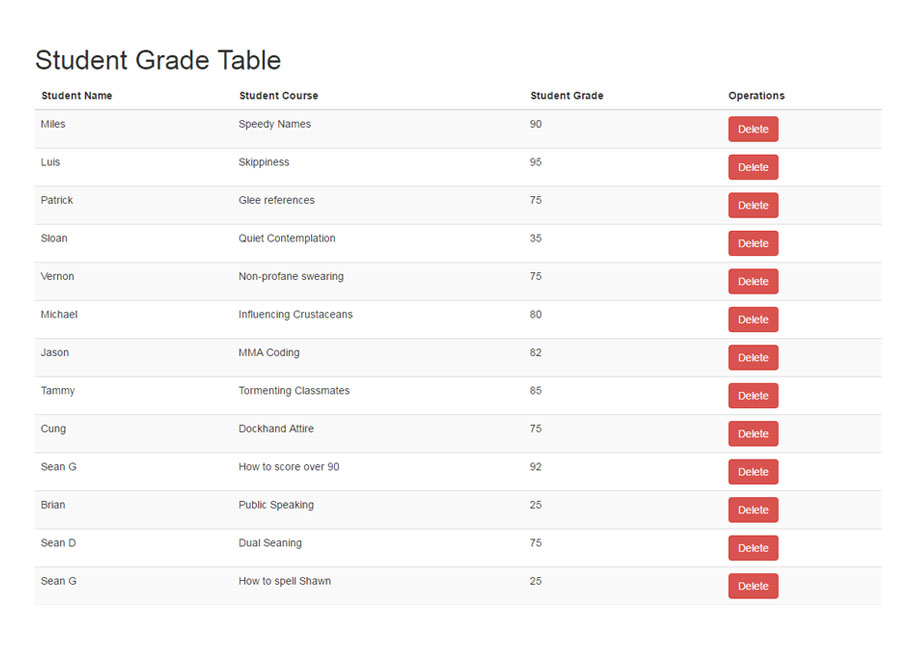 Student Grade Table
Student Name Student Course Student Grade Operations
Miles Speedy Names 90 Delete
Luis Skippiness 95 Delete
Patrick Glee references 75 Delete
Sloan Quiet Contemplation 35 Delete
Vernon Non-profane swearing 75 Delete
Michael Influencing Crustaceans 80 Delete
Jason MMA Coding 82 Delete
Tammy Tormenting Classmates 85 Delete
Cung Dockhand Attire 75 Delete
Sean G How to score over 90 92 Delete
Brian Public Speaking 25 Delete
Sean D Dual Seaning 75 Delete
Sean G How to spell Shawn 25 Delete